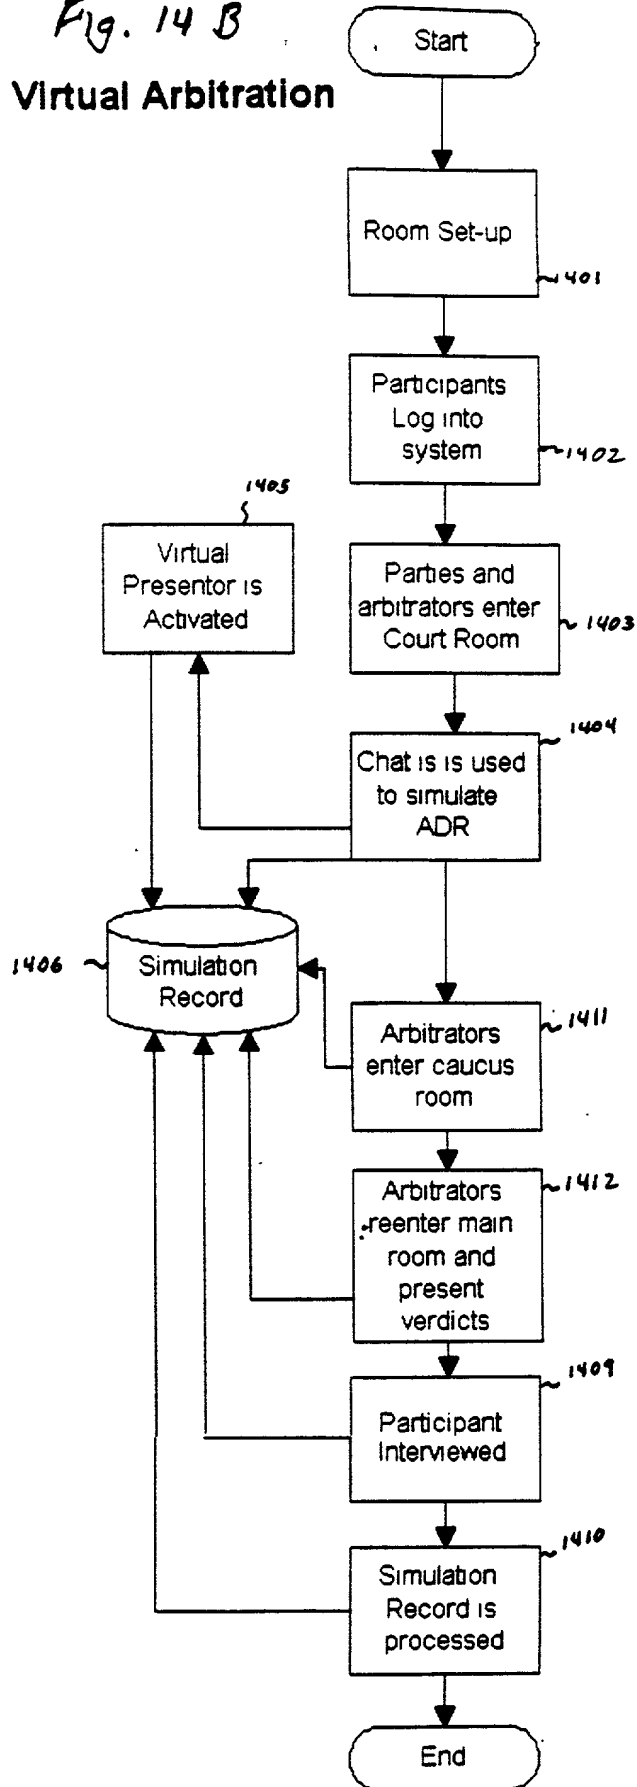 Fig. 14 B
Virtual Arbitration
Start
Room Set-up
1401
Participants
Log into
system
1402
1405
Virtual
Presentor is
Activated
Parties and
arbitrators enter
Court Room
1403
1404
Chat is is used
to simulate
ADR
1406
Simulation
Record
Arbitrators
enter caucus
room
1411
Arbitrators
reenter main
room and
present
verdicts
1412
1409
Participant
Interviewed
1410
Simulation
Record is
processed
End